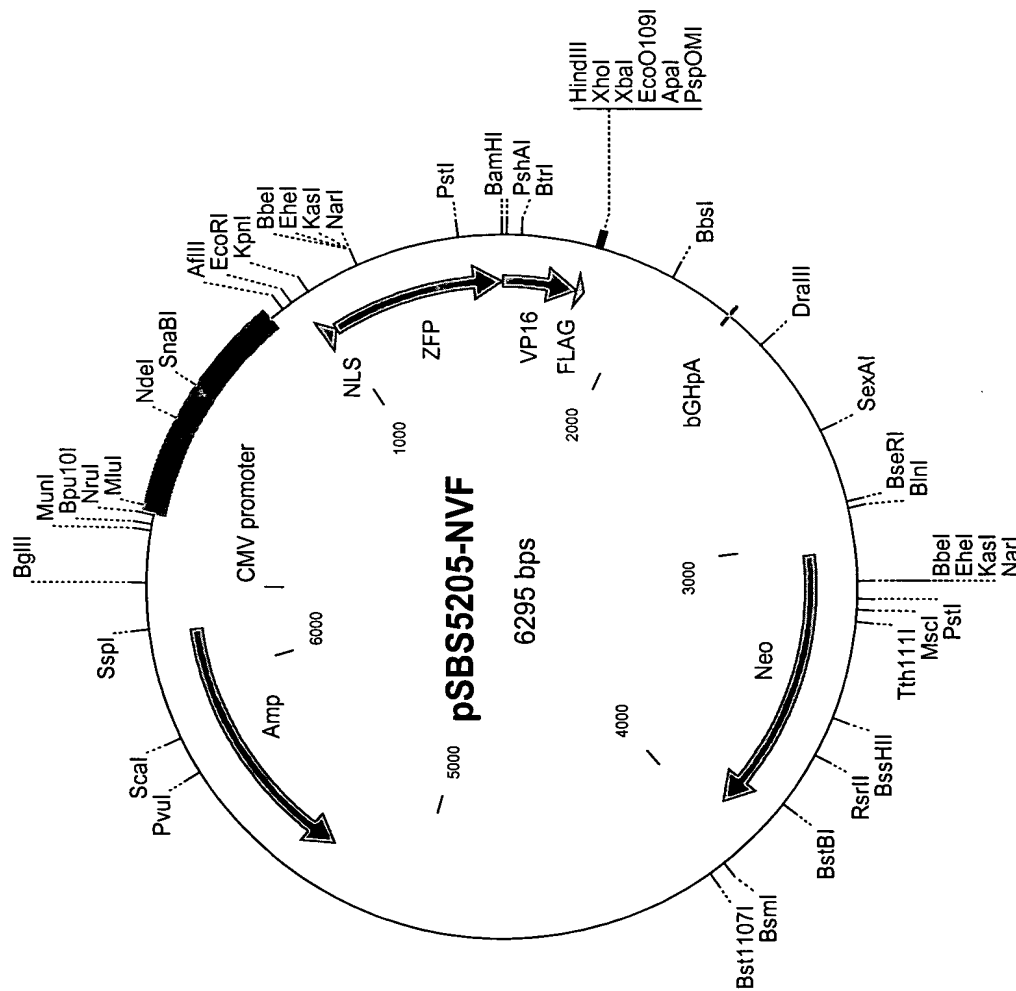 pSBS5205-NVF
6295 bps
BglII
MunI
Bpu10I
NruI
MluI
NdeI
SnaBI
AflII
EcoRI
KpnI
BbeI
EheI
KasI
NarI
PstI
BamHI
PshAI
BtrI
HindIII
XhoI
XbaI
EcoO109I
ApaI
PspOMI
BbsI
DraIII
SexAI
BseRI
BlnI
BbeI
EheI
KasI
NarI
PstI
MscI
Tth111I
BssHII
RsrII
BstBI
BsmI
Bst1107I
PvuI
ScaI
SspI
CMV promoter
NLS
ZFP
VP16
FLAG
bGHpA
Neo
Amp
1000
2000
3000
4000
5000
6000